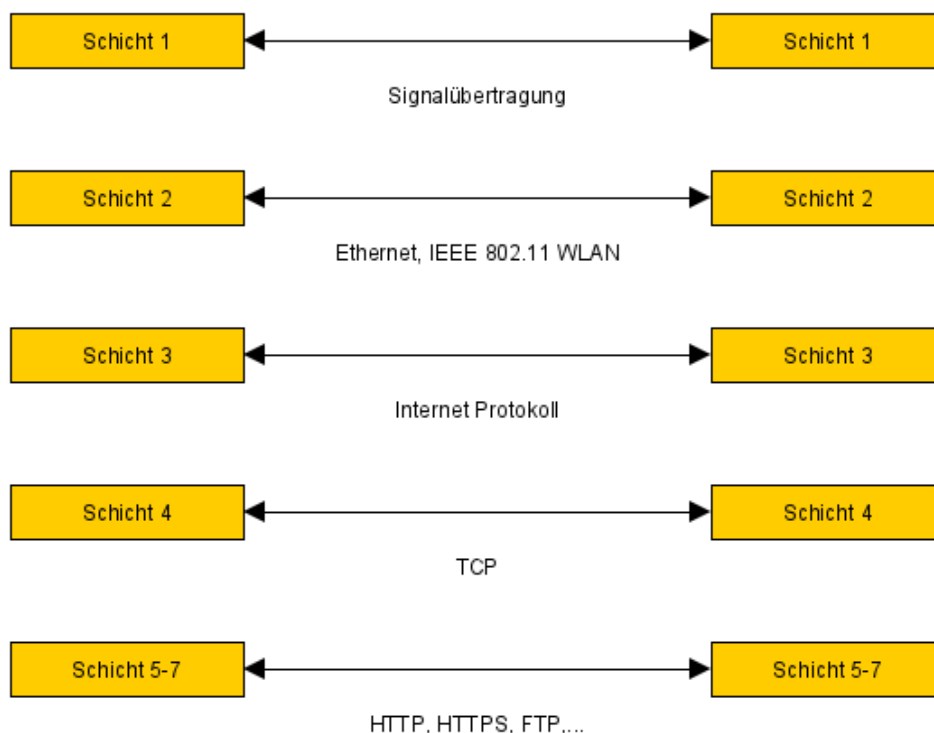 Schicht 1
Schicht 1
Signalübertragung
Schicht 2
Schicht 2
Ethernet, IEEE 802.11 WLAN
Schicht 3
Schicht 3
Internet Protokoll
Schicht 4
Schicht 4
TCP
Schicht 5-7
Schicht 5-7
HTTP, HTTPS, FTP,...